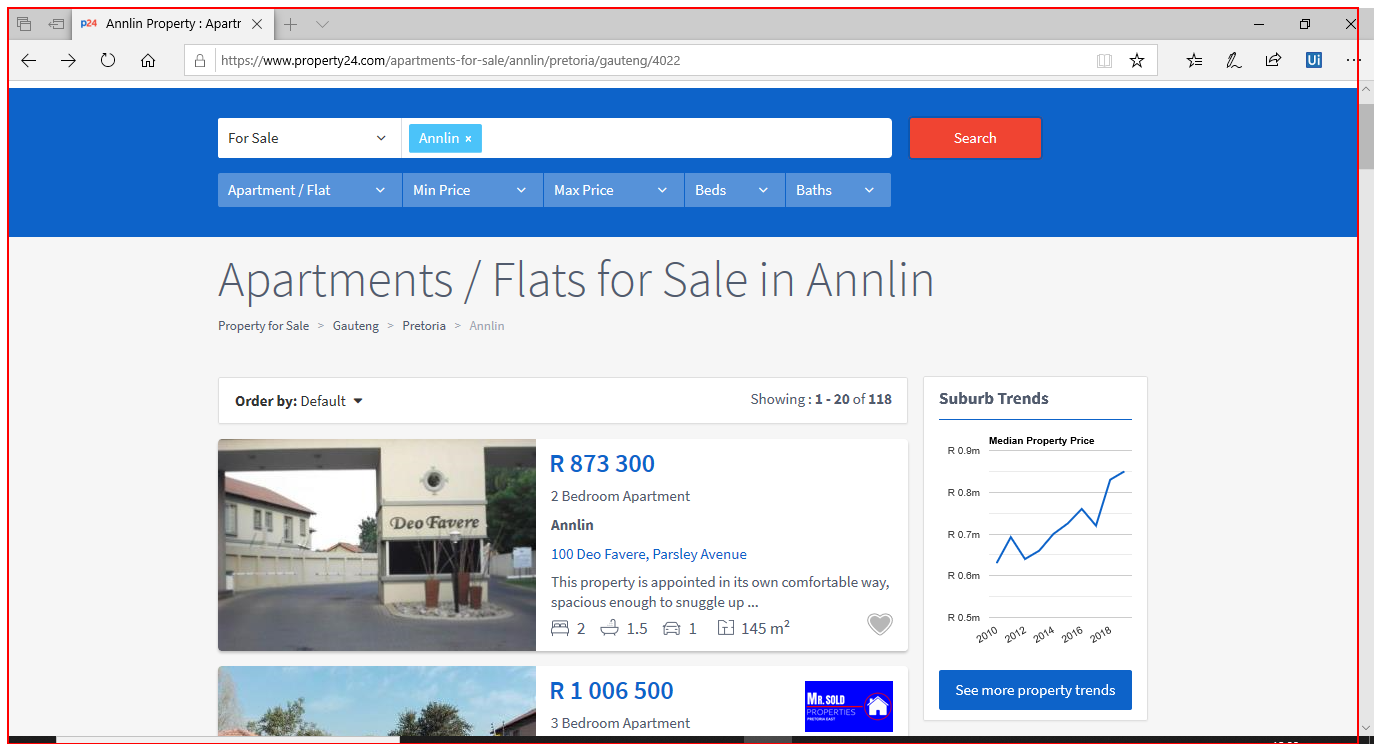 p24 Annlin Property : Apartr
https://www.property24.com/apartments-for-sale/annlin/pretoria/gauteng/4022
Ui
For Sale Annlin × Search
Apartment / Flat Min Price Max Price Beds Baths
Apartments / Flats for Sale in Annlin
Property for Sale > Gauteng > Pretoria > Annlin
Order by: Default Showing : 1 - 20 of 118
Deo Favere
R 873 300
2 Bedroom Apartment
Annlin
100 Deo Favere, Parsley Avenue
This property is appointed in its own comfortable way,
spacious enough to snuggle up ...
2 1.5 1 145 m²
R 1 006 500
3 Bedroom Apartment
MR. SOLD
PROPERTIES
PRETORIA EAST
Suburb Trends
Median Property Price
R 0.9m
R 0.8m
R 0.7m
R 0.6m
R 0.5m
2010 2012 2014 2016 2018
See more property trends